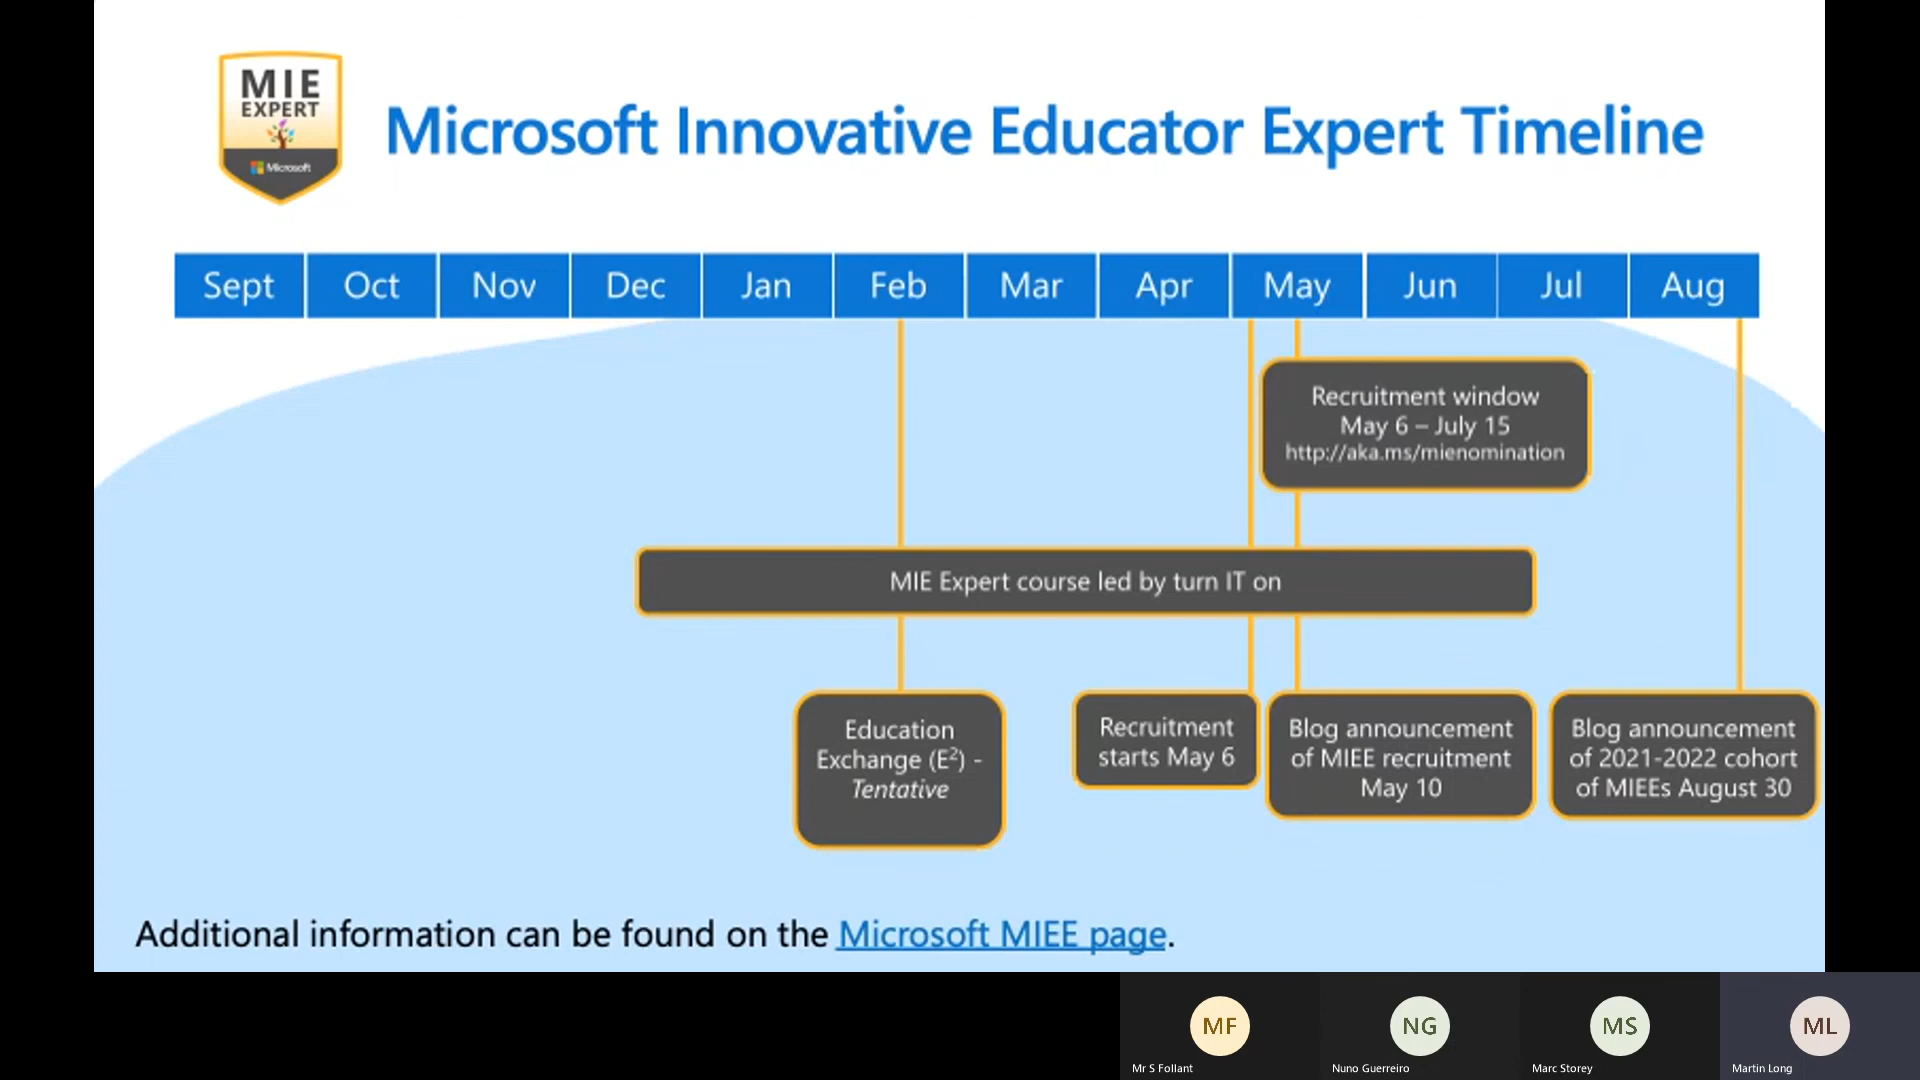 MIE
EXPERT
Microsoft
Microsoft Innovative Educator Expert Timeline
Sept Oct Nov Dec Jan Feb Mar Apr May Jun Jul Aug
Recruitment window
May 6 – July 15
http://aka.ms/mienomination
MIE Expert course led by turn IT on
Education
Exchange (E²) -
Tentative
Recruitment
starts May 6
Blog announcement
of MIEE recruitment
May 10
Blog announcement
of 2021-2022 cohort
of MIEEs August 30
Additional information can be found on the Microsoft MIEE page.
MF
Mr S Follant
NG
Nuno Guerreiro
MS
Marc Storey
ML
Martin Long